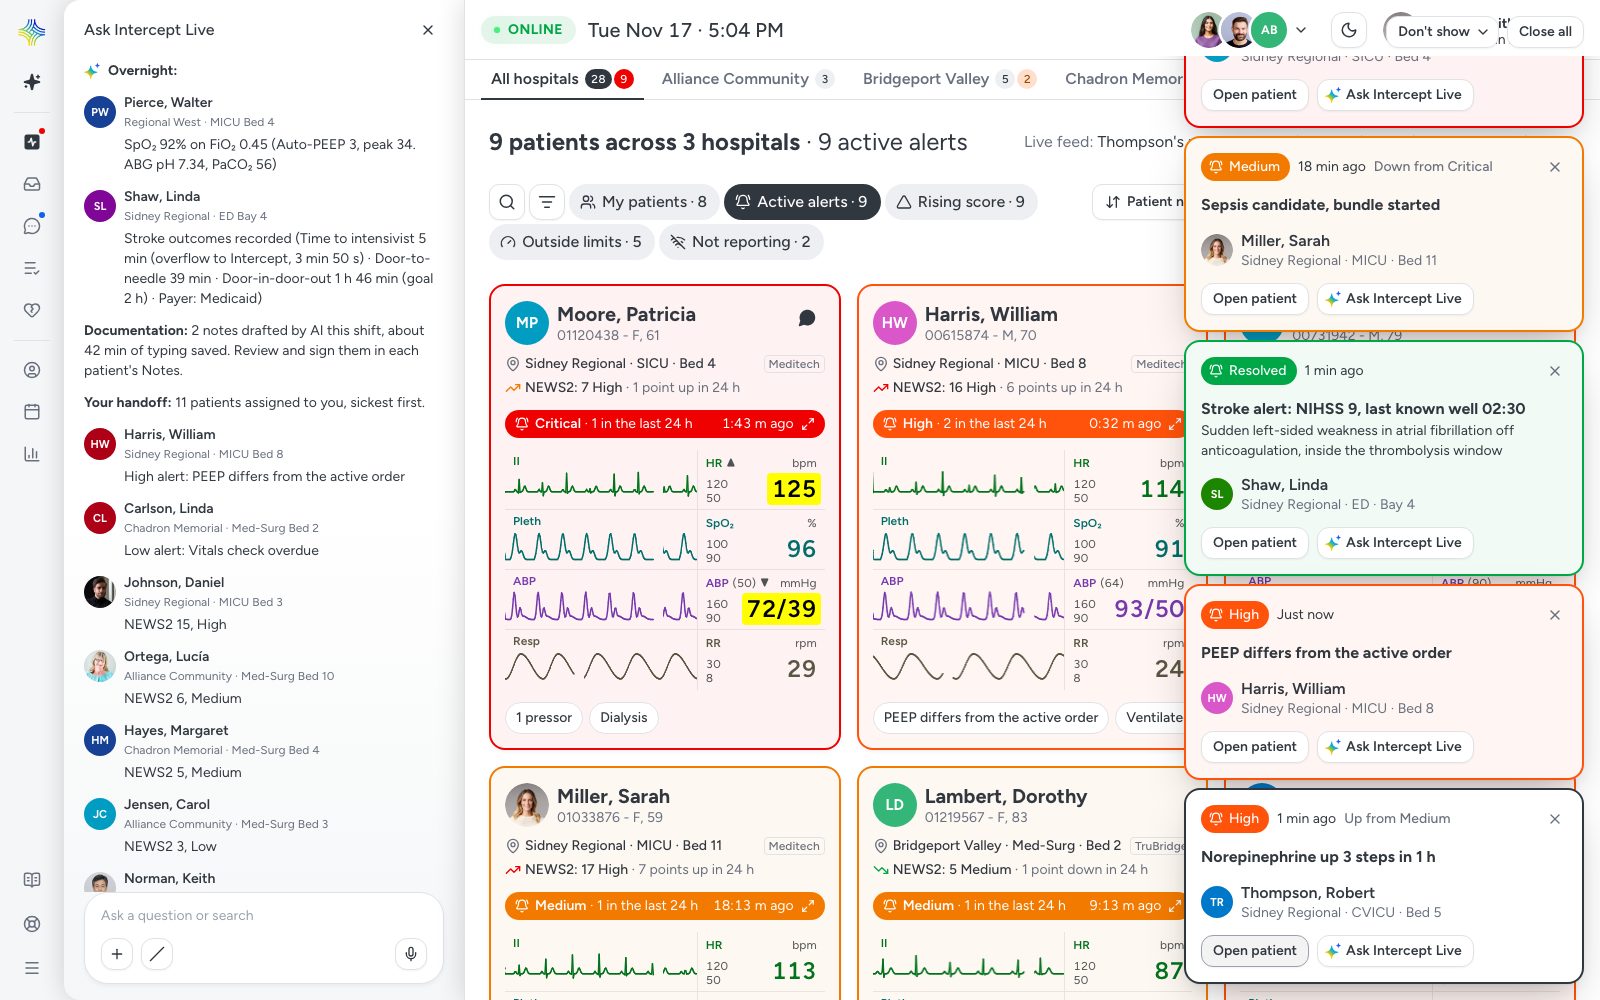 Ask Intercept Live
Overnight:
PW
Pierce, Walter
Regional West · MICU Bed 4
SpO₂ 92% on FiO₂ 0.45 (Auto-PEEP 3, peak 34.
ABG pH 7.34, PaCO₂ 56)
SL
Shaw, Linda
Sidney Regional · ED Bay 4
Stroke outcomes recorded (Time to intensivist 5
min (overflow to Intercept, 3 min 50 s) · Door-to-
needle 39 min · Door-in-door-out 1 h 46 min (goal
2 h) · Payer: Medicaid)
Documentation: 2 notes drafted by AI this shift, about
42 min of typing saved. Review and sign them in each
patient's Notes.
Your handoff: 11 patients assigned to you, sickest first.
HW
Harris, William
Sidney Regional · MICU Bed 8
High alert: PEEP differs from the active order
CL
Carlson, Linda
Chadron Memorial · Med-Surg Bed 2
Low alert: Vitals check overdue
Johnson, Daniel
Sidney Regional · MICU Bed 3
NEWS2 15, High
Ortega, Lucía
Alliance Community · Med-Surg Bed 10
NEWS2 6, Medium
HM
Hayes, Margaret
Chadron Memorial · Med-Surg Bed 4
NEWS2 5, Medium
JC
Jensen, Carol
Alliance Community · Med-Surg Bed 3
NEWS2 3, Low
Norman, Keith
Ask a question or search
ONLINE
Tue Nov 17 · 5:04 PM
AB
Don't show
Close all
All hospitals 28 9
Alliance Community 3
Bridgeport Valley 5 2
Chadron Memor
9 patients across 3 hospitals · 9 active alerts
Live feed: Thompson's
My patients · 8
Active alerts · 9
Rising score · 9
Patient n
Outside limits · 5
Not reporting · 2
MP
Moore, Patricia
01120438 - F, 61
Sidney Regional · SICU · Bed 4
Meditech
NEWS2: 7 High · 1 point up in 24 h
Critical · 1 in the last 24 h
1:43 m ago
II
HR
bpm
120
50
125
Pleth
SpO₂
%
100
90
96
ABP
ABP (50)
mmHg
160
90
72/39
Resp
RR
rpm
30
8
29
1 pressor
Dialysis
HW
Harris, William
00615874 - M, 70
Sidney Regional · MICU · Bed 8
Meditech
NEWS2: 16 High · 6 points up in 24 h
High · 2 in the last 24 h
0:32 m ago
II
HR
bpm
120
50
114
Pleth
SpO₂
%
100
90
91
ABP
ABP (64)
mmHg
160
90
93/50
Resp
RR
rpm
30
8
24
PEEP differs from the active order
Ventilate
Miller, Sarah
01033876 - F, 59
Sidney Regional · MICU · Bed 11
Meditech
NEWS2: 17 High · 7 points up in 24 h
Medium · 1 in the last 24 h
18:13 m ago
II
HR
bpm
120
50
113
LD
Lambert, Dorothy
01219567 - F, 83
Bridgeport Valley · Med-Surg · Bed 2
TruBridge
NEWS2: 5 Medium · 1 point down in 24 h
Medium · 1 in the last 24 h
9:13 m ago
II
HR
bpm
120
50
87
Sidney Regional · SICU · Bed 4
Open patient
Ask Intercept Live
Medium
18 min ago
Down from Critical
Sepsis candidate, bundle started
Miller, Sarah
Sidney Regional · MICU · Bed 11
Open patient
Ask Intercept Live
00731942 - M, 79
Resolved
1 min ago
Stroke alert: NIHSS 9, last known well 02:30
Sudden left-sided weakness in atrial fibrillation off
anticoagulation, inside the thrombolysis window
SL
Shaw, Linda
Sidney Regional · ED · Bay 4
Open patient
Ask Intercept Live
ABP
ABP (90)
mmHg
High
Just now
PEEP differs from the active order
HW
Harris, William
Sidney Regional · MICU · Bed 8
Open patient
Ask Intercept Live
High
1 min ago
Up from Medium
Norepinephrine up 3 steps in 1 h
TR
Thompson, Robert
Sidney Regional · CVICU · Bed 5
Open patient
Ask Intercept Live